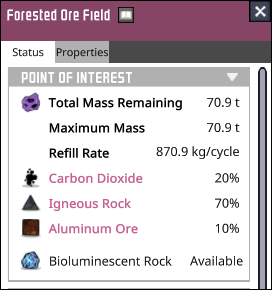 Forested Ore Field
Status Properties
POINT OF INTEREST
Total Mass Remaining 70.9 t
Maximum Mass 70.9 t
Refill Rate 870.9 kg/cycle
Carbon Dioxide 20%
Igneous Rock 70%
Aluminum Ore 10%
Bioluminescent Rock Available